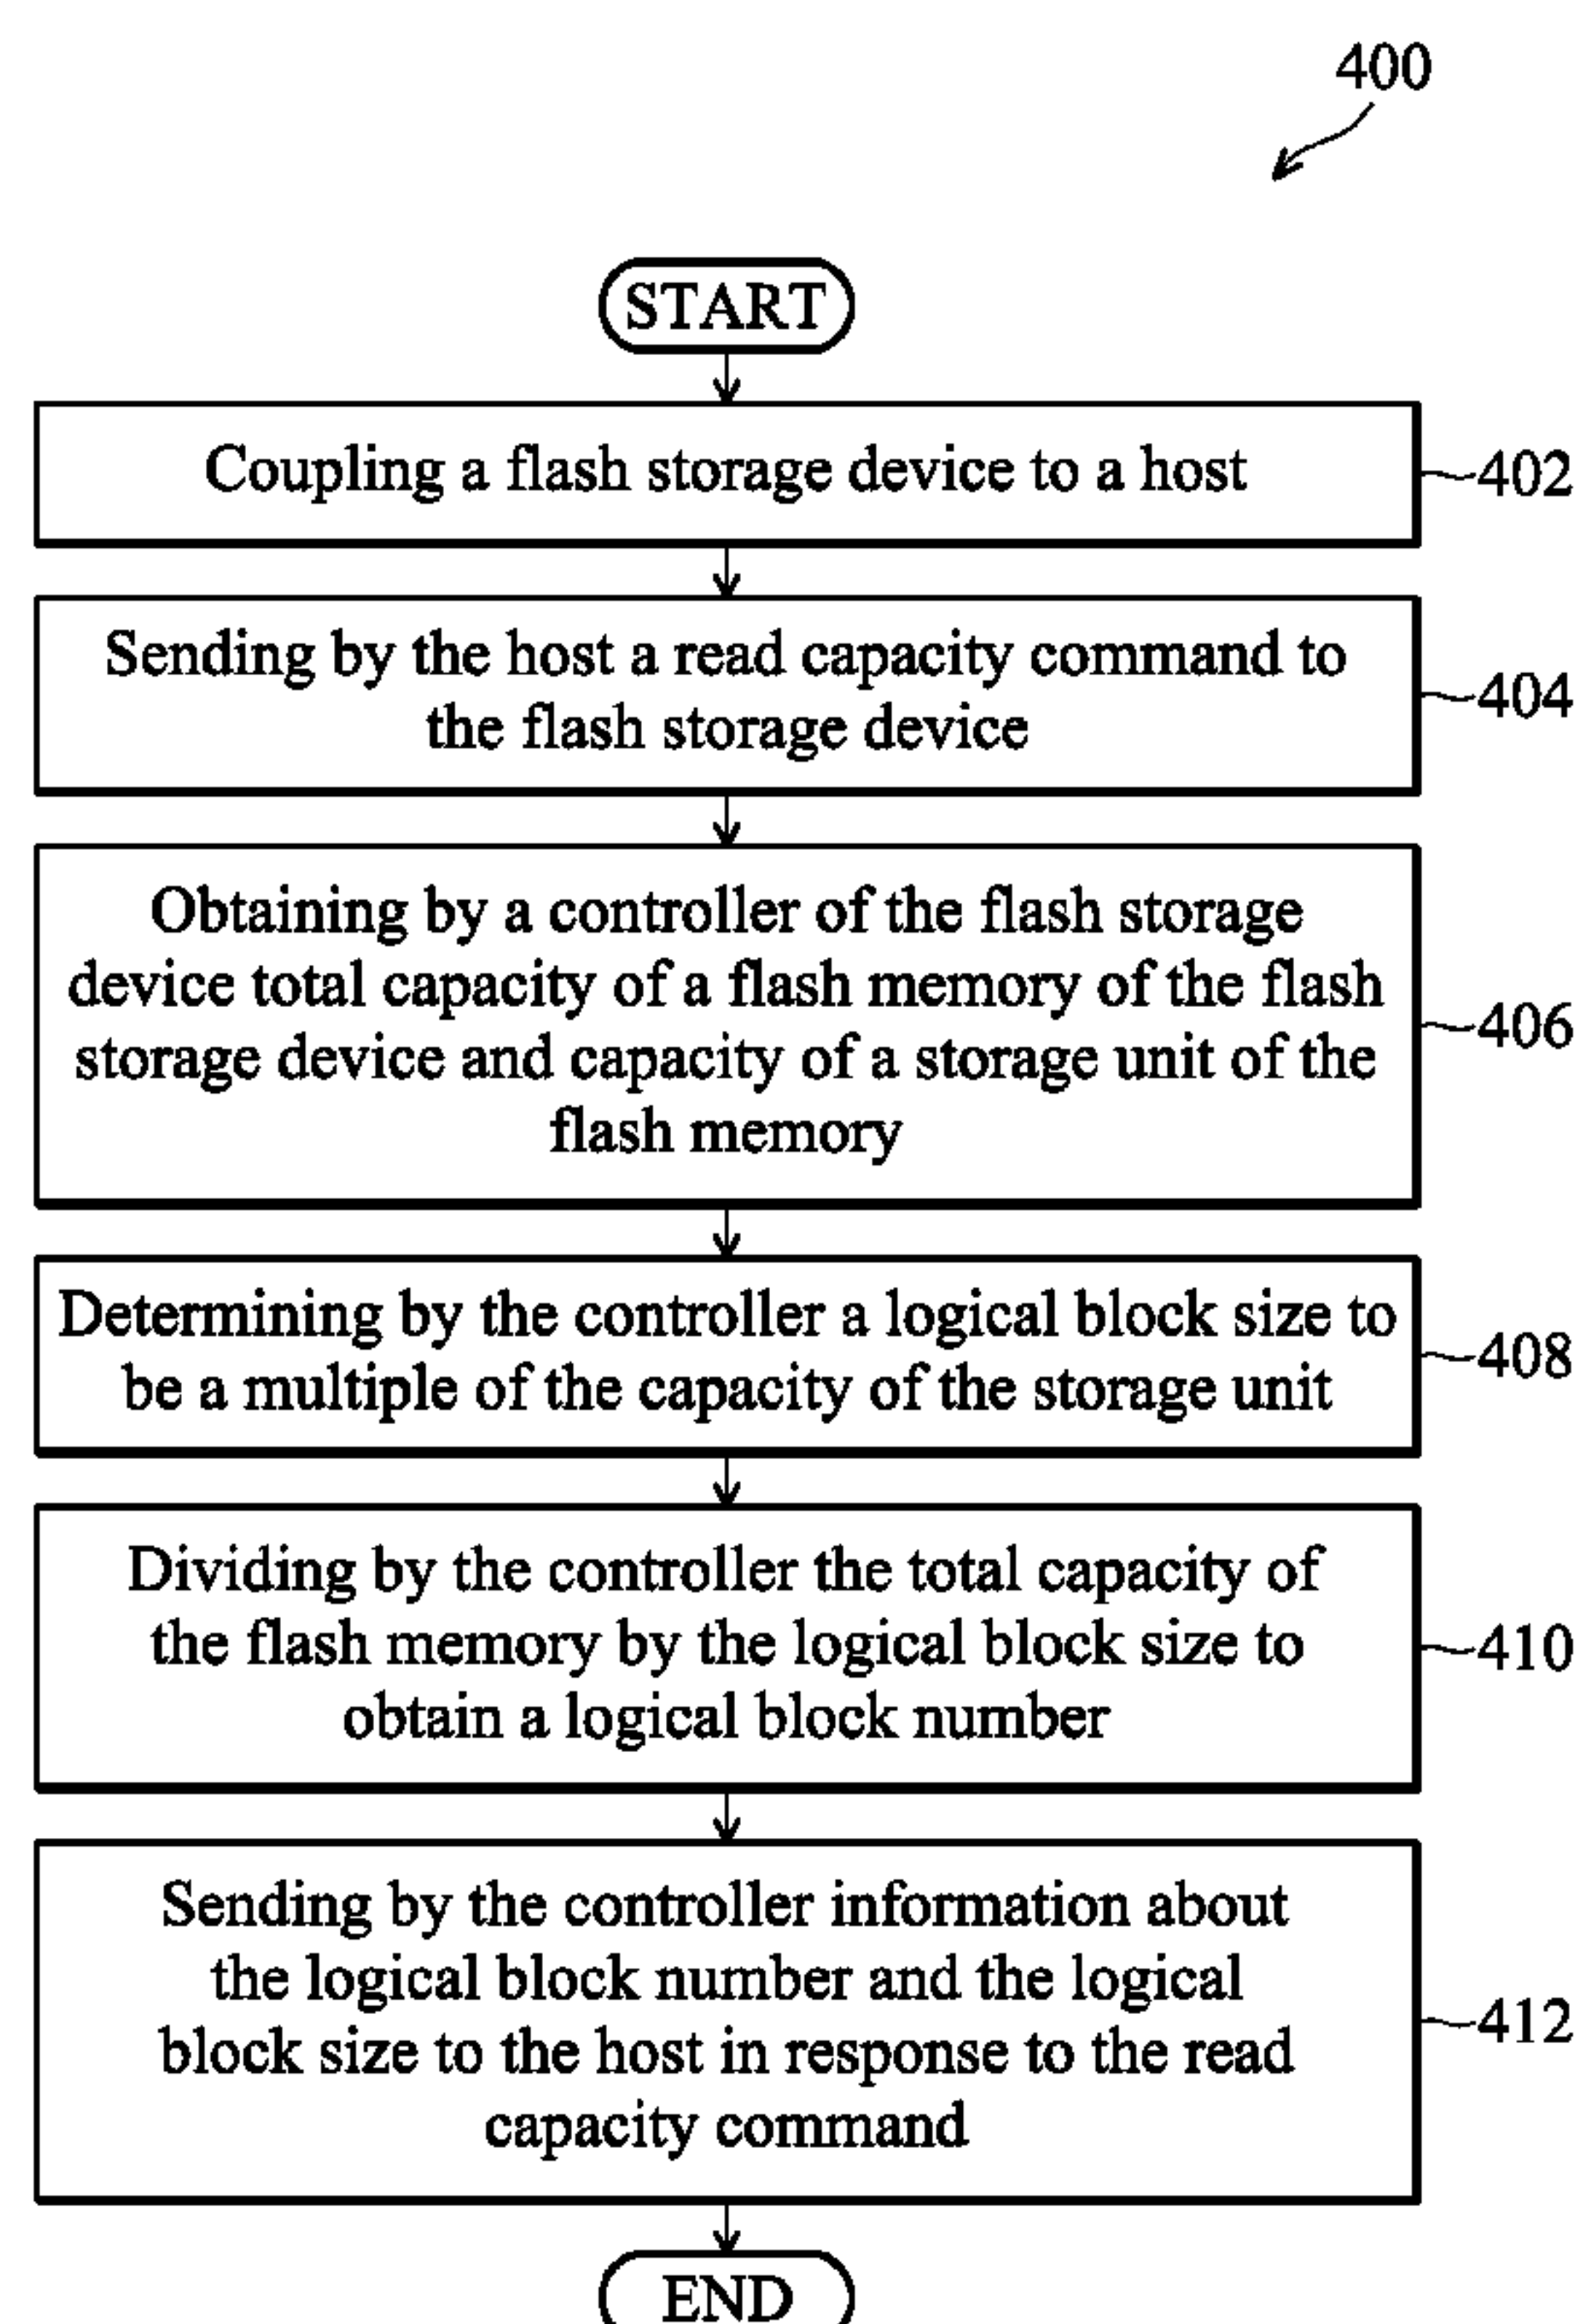 400
START
Coupling a flash storage device to a host
402
Sending by the host a read capacity command to
the flash storage device
404
Obtaining by a controller of the flash storage
device total capacity of a flash memory of the flash
storage device and capacity of a storage unit of the
flash memory
406
Determining by the controller a logical block size to
be a multiple of the capacity of the storage unit
408
Dividing by the controller the total capacity of
the flash memory by the logical block size to
obtain a logical block number
410
Sending by the controller information about
the logical block number and the logical
block size to the host in response to the read
capacity command
412
END